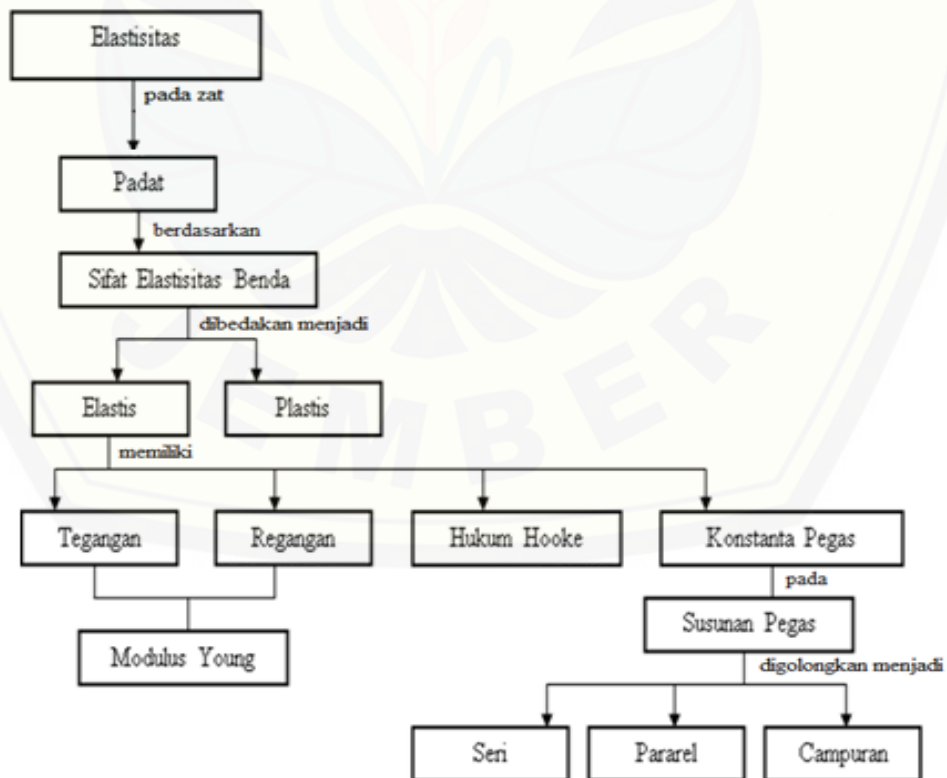 Elastisitas
pada zat
Padat
berdasarkan
Sifat Elastisitas Benda
dibedakan menjadi
Elastis
Plastis
memiliki
Tegangan
Regangan
Hukum Hooke
Konstanta Pegas
pada
Modulus Young
Susunan Pegas
digolongkan menjadi
Seri
Pararel
Campuran
JEMBER